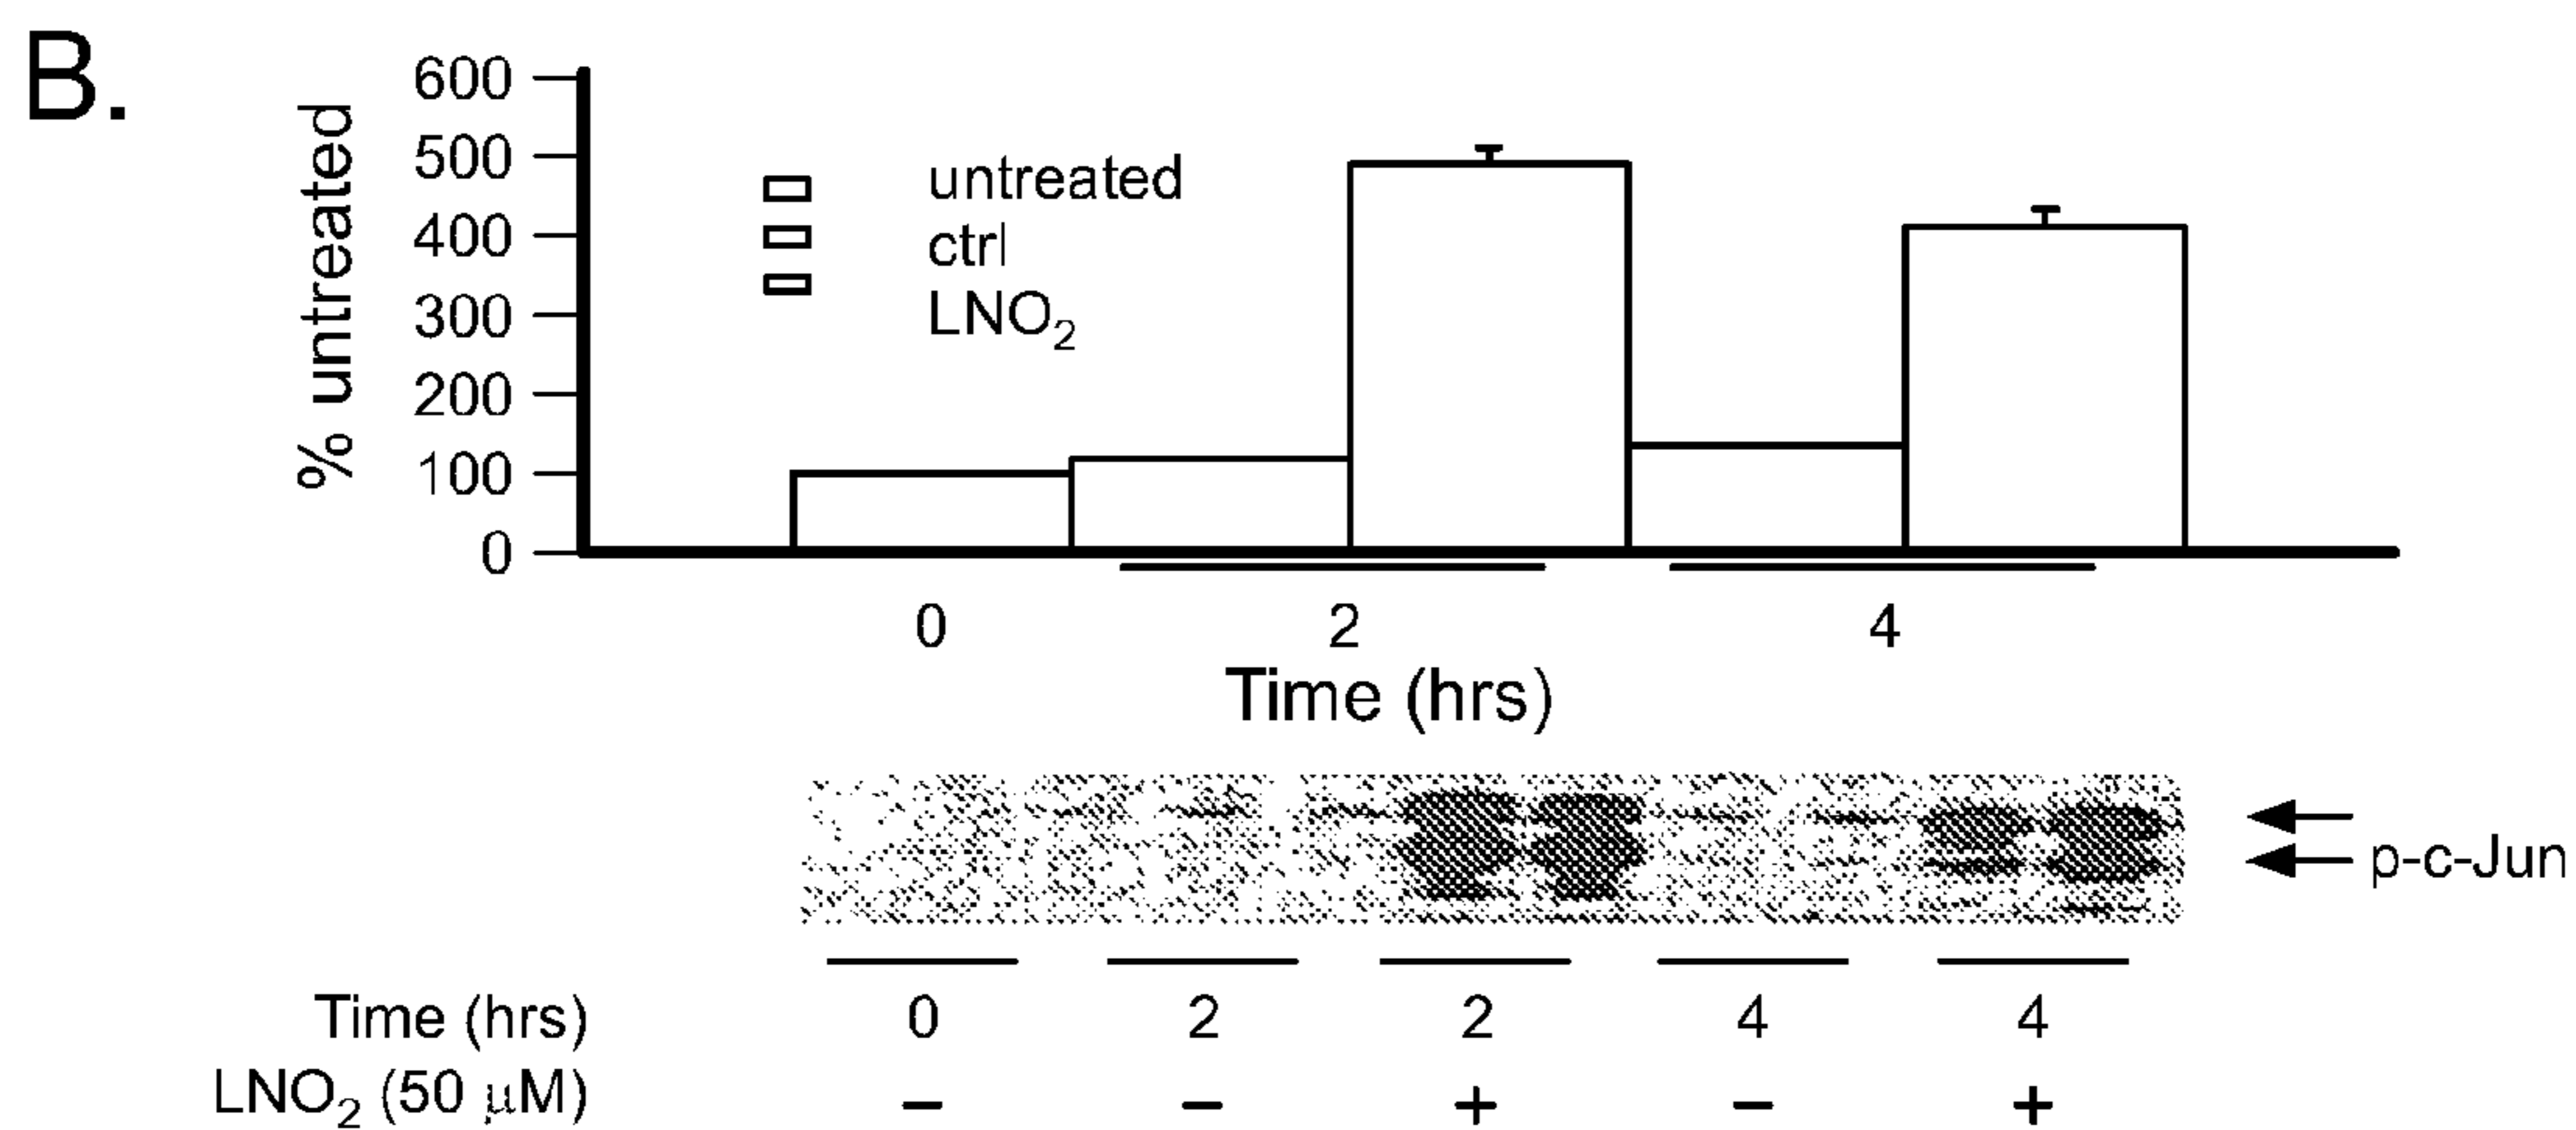 B.
% untreated
600
500
400
300
200
100
0
untreated
ctrl
LNO₂
0 2 4
Time (hrs)
p-c-Jun
Time (hrs) 0 2 2 4 4
LNO₂ (50 μM) − − + − +